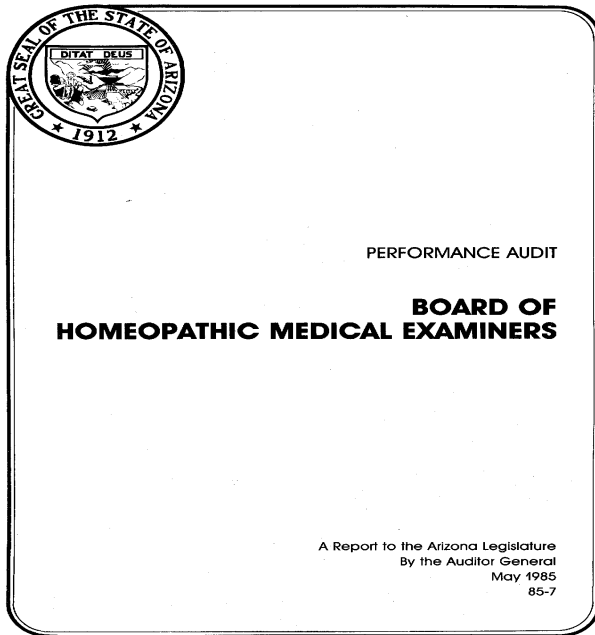 GREAT SEAL OF THE STATE OF ARIZONA
DITAT DEUS
★ 1912 ★
PERFORMANCE AUDIT
BOARD OF
HOMEOPATHIC MEDICAL EXAMINERS
A Report to the Arizona Legislature
By the Auditor General
May 1985
85-7